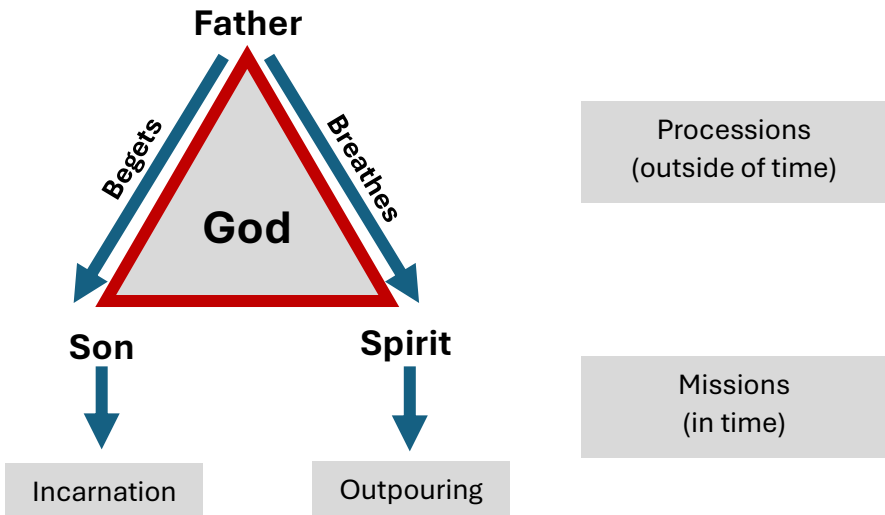 Father
Begets
Breathes
God
Processions
(outside of time)
Son
Spirit
Missions
(in time)
Incarnation
Outpouring